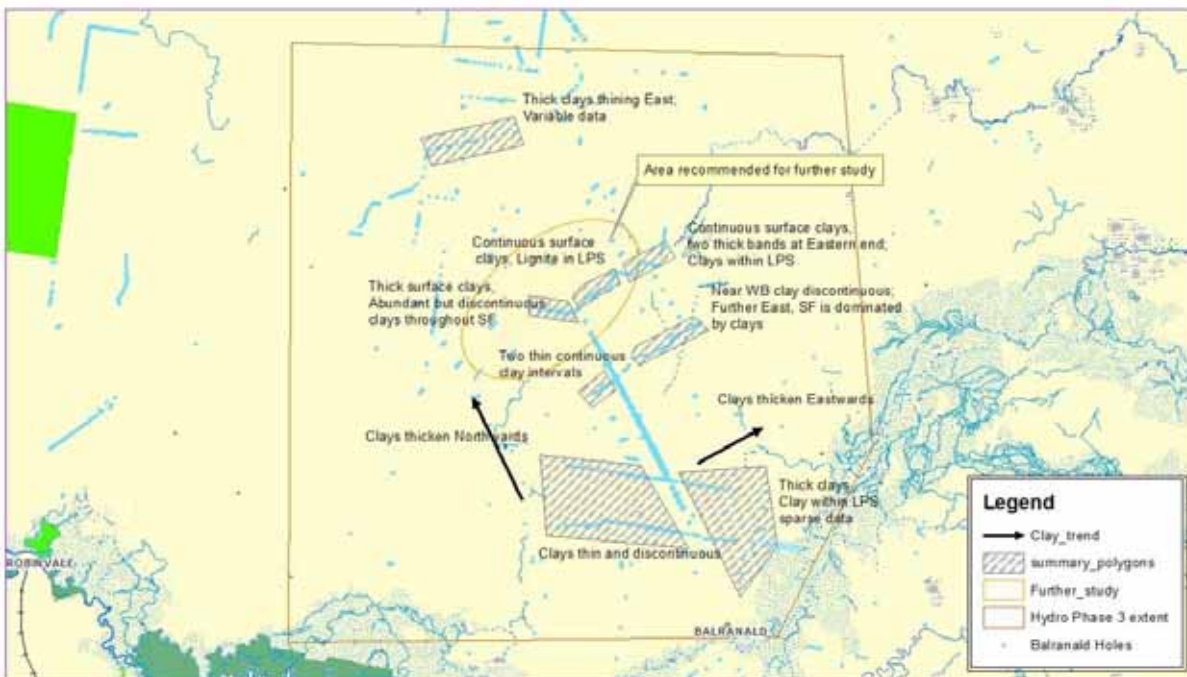 Thick clays thining East;
Variable data
Area recommended for further study
Continuous surface
clays, Lignite in LPS
Continuous surface clays,
two thick bands at Eastern end;
Clays within LPS
Thick surface clays,
Abundant but discontinuous
clays throughout SF
Near WB clay discontinuous;
Further East, SF is dominated
by clays
Two thin continuous
clay intervals
Clays thicken Eastwards
Clays thicken Northwards
Thick clays
Clay within LPS
sparse data
Clays thin and discontinuous
ROBINVALE
BALRANALD
Legend
Clay_trend
summary_polygons
Further_study
Hydro Phase 3 extent
Balranald Holes